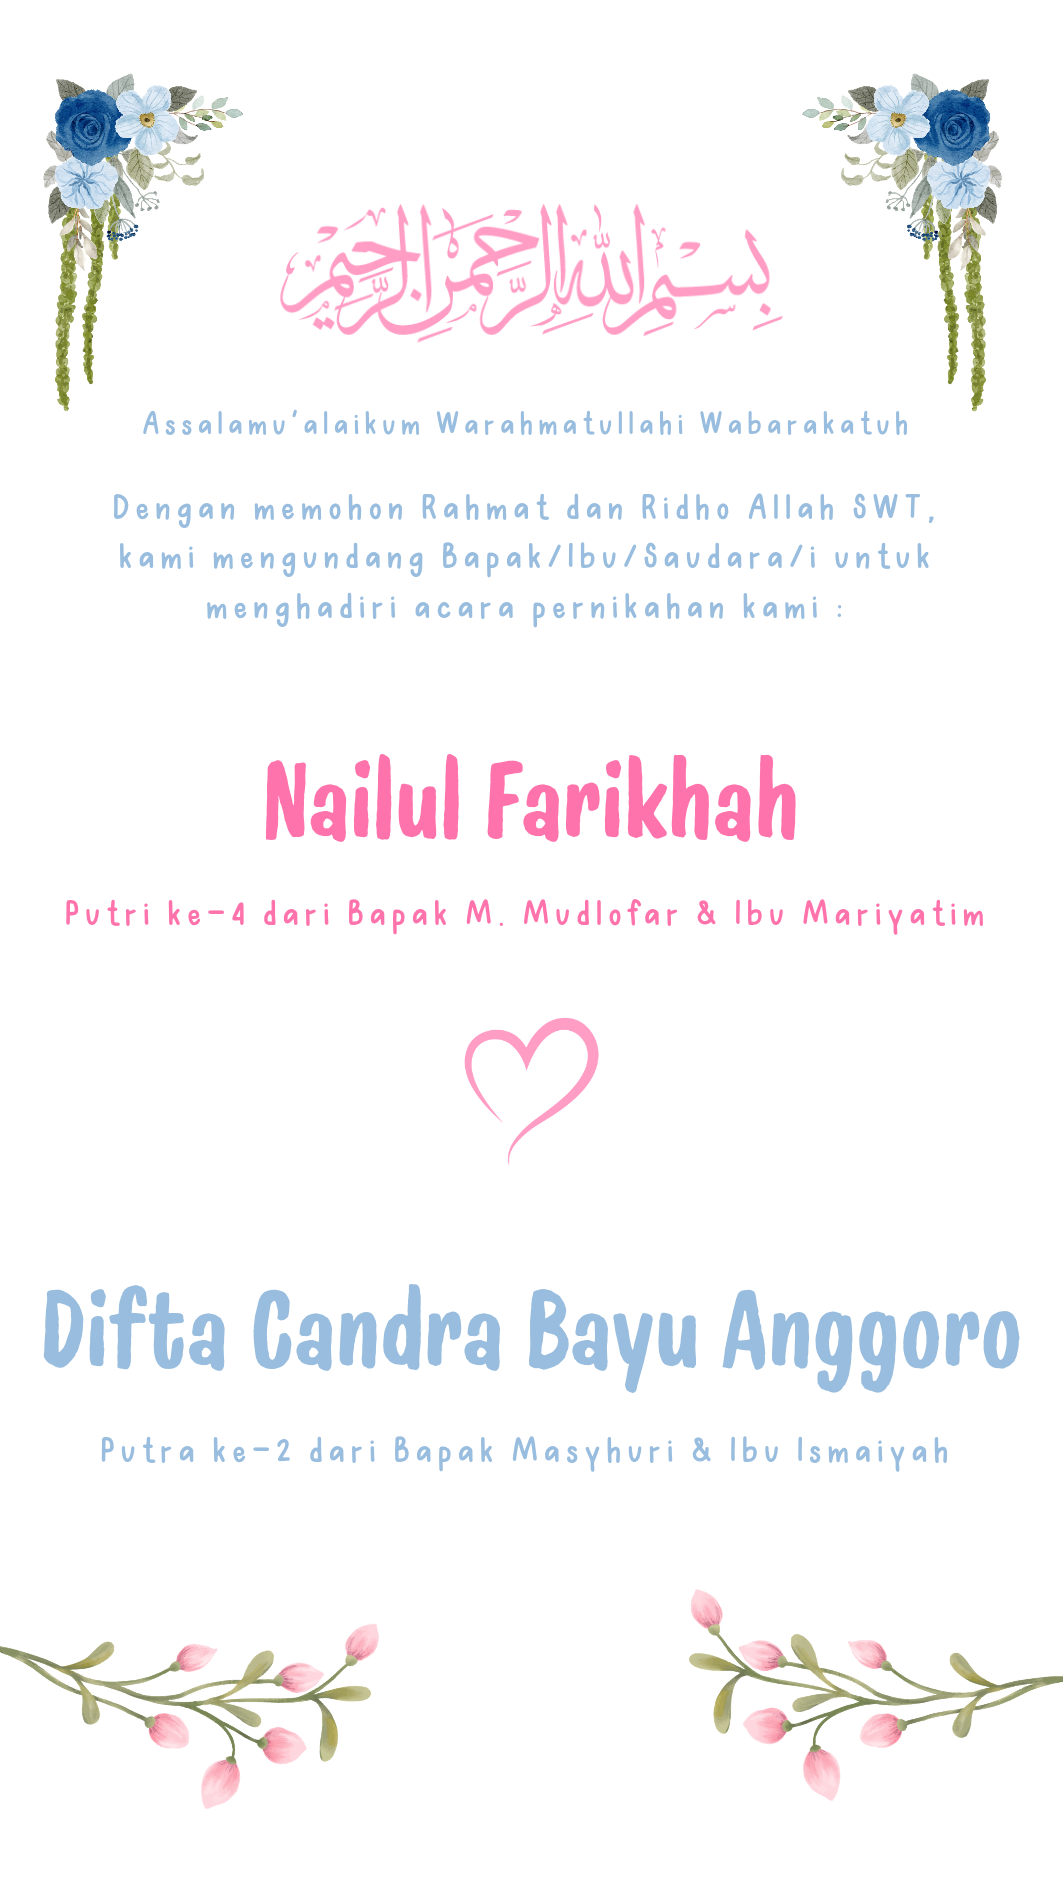 بِسْمِ اللهِ الرَّحْمٰنِ الرَّحِيْمِ
Assalamu'alaikum Warahmatullahi Wabarakatuh
Dengan memohon Rahmat dan Ridho Allah SWT,
kami mengundang Bapak/Ibu/Saudara/i untuk
menghadiri acara pernikahan kami :
Nailul Farikhah
Putri ke-4 dari Bapak M. Mudlofar & Ibu Mariyatim
Difta Candra Bayu Anggoro
Putra ke-2 dari Bapak Masyhuri & Ibu Ismaiyah